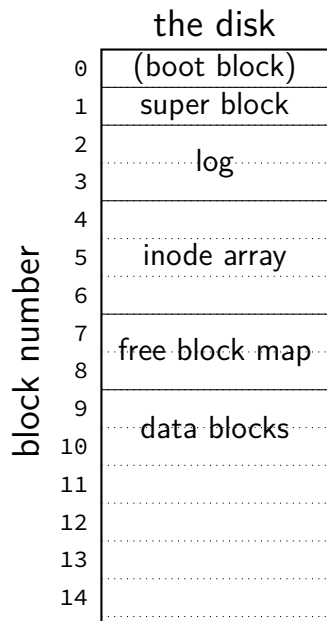 the disk
block number
0 (boot block)
1 super block
2
log
3
4
5 inode array
6
7
free block map
8
9
data blocks
10
11
12
13
14